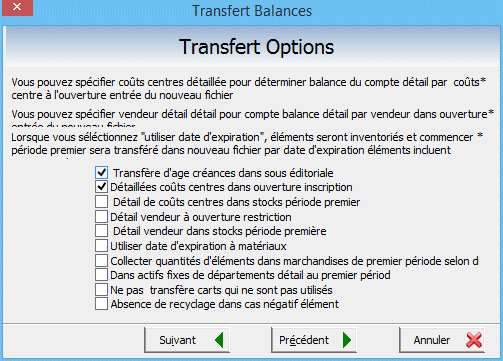 Transfert Balances
Transfert Options
Vous pouvez spécifier coûts centres détaillée pour déterminer balance du compte détail par coûts*
centre à l'ouverture entrée du nouveau fichier
Vous pouvez spécifier vendeur détail détail pour compte balance détail par vendeur dans ouverture*
entrée du nouveau fichier
Lorsque vous sélectionnez "utiliser date d'expiration", éléments seront inventoriés et commencer *
période premier sera transféré dans nouveau fichier par date d'expiration éléments incluent
Transfère d'age créances dans sous éditoriale
Détaillées coûts centres dans ouverture inscription
Détail de coûts centres dans stocks période premier
Détail vendeur à ouverture restriction
Détail vendeur dans stocks période première
Utiliser date d'expiration à matériaux
Collecter quantités d'éléments dans marchandises de premier période selon d
Dans actifs fixes de départements détail au premier périod
Ne pas transfère carts qui ne sont pas utilisés
Absence de recyclage dans cas négatif élément
Suivant
Précédent
Annuler